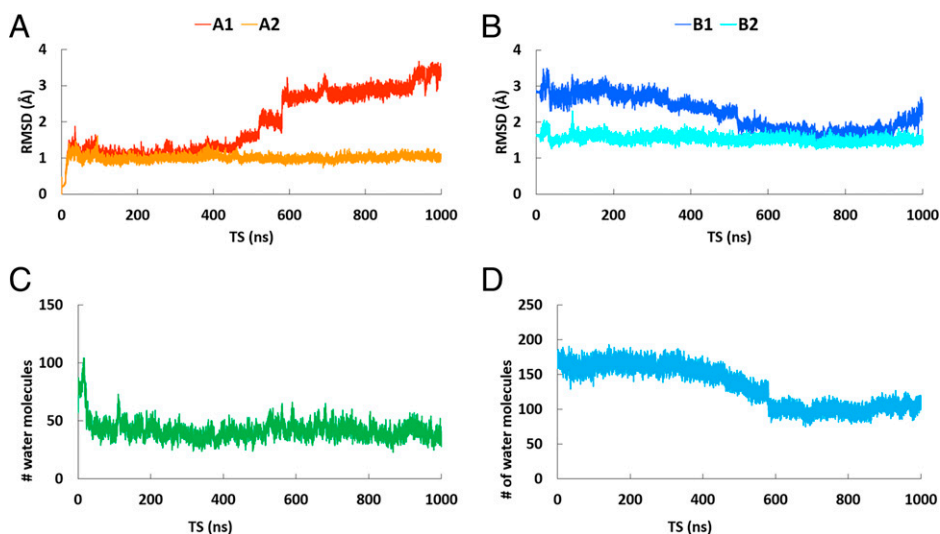 A
A1 A2
RMSD (Å)
4
3
2
1
0
0 200 400 600 800 1000
TS (ns)
B
B1 B2
RMSD (Å)
4
3
2
1
0
0 200 400 600 800 1000
TS (ns)
C
# water molecules
150
100
50
0
0 200 400 600 800 1000
TS (ns)
D
# of water molecules
250
200
150
100
50
0
0 200 400 600 800 1000
TS (ns)